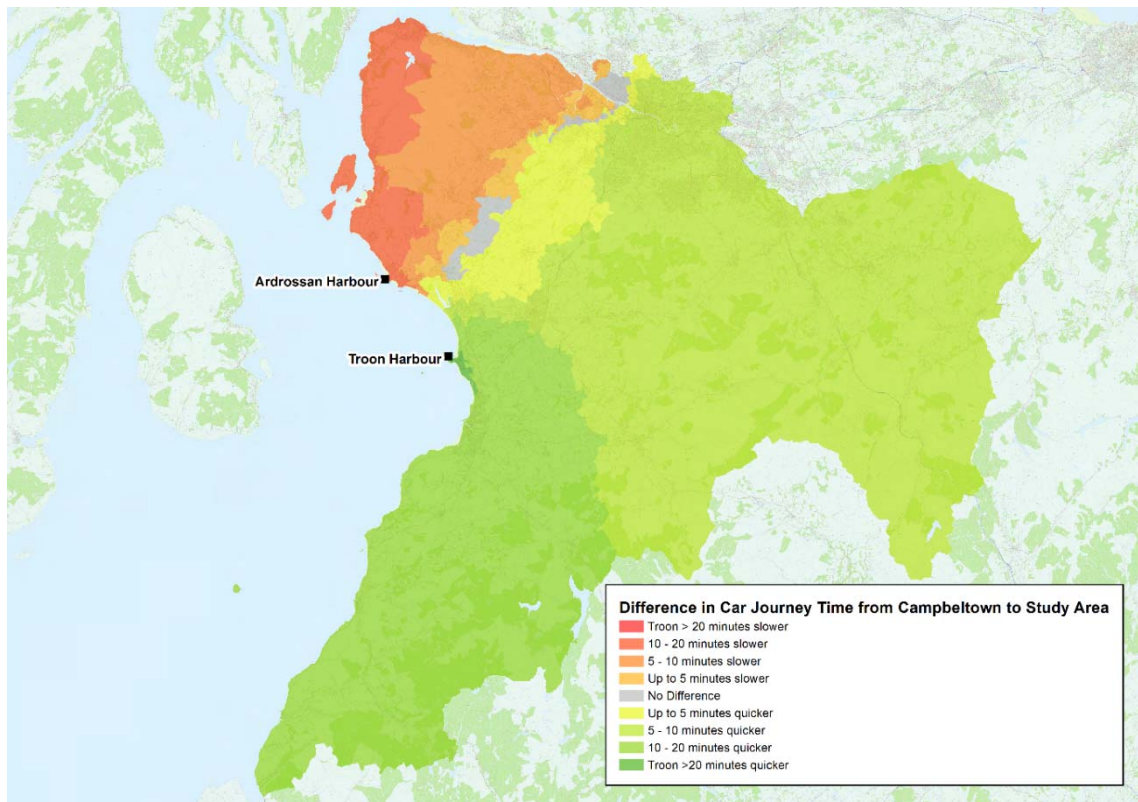 Ardrossan Harbour
Troon Harbour
Difference in Car Journey Time from Campbeltown to Study Area
Troon > 20 minutes slower
10 - 20 minutes slower
5 - 10 minutes slower
Up to 5 minutes slower
No Difference
Up to 5 minutes quicker
5 - 10 minutes quicker
10 - 20 minutes quicker
Troon >20 minutes quicker